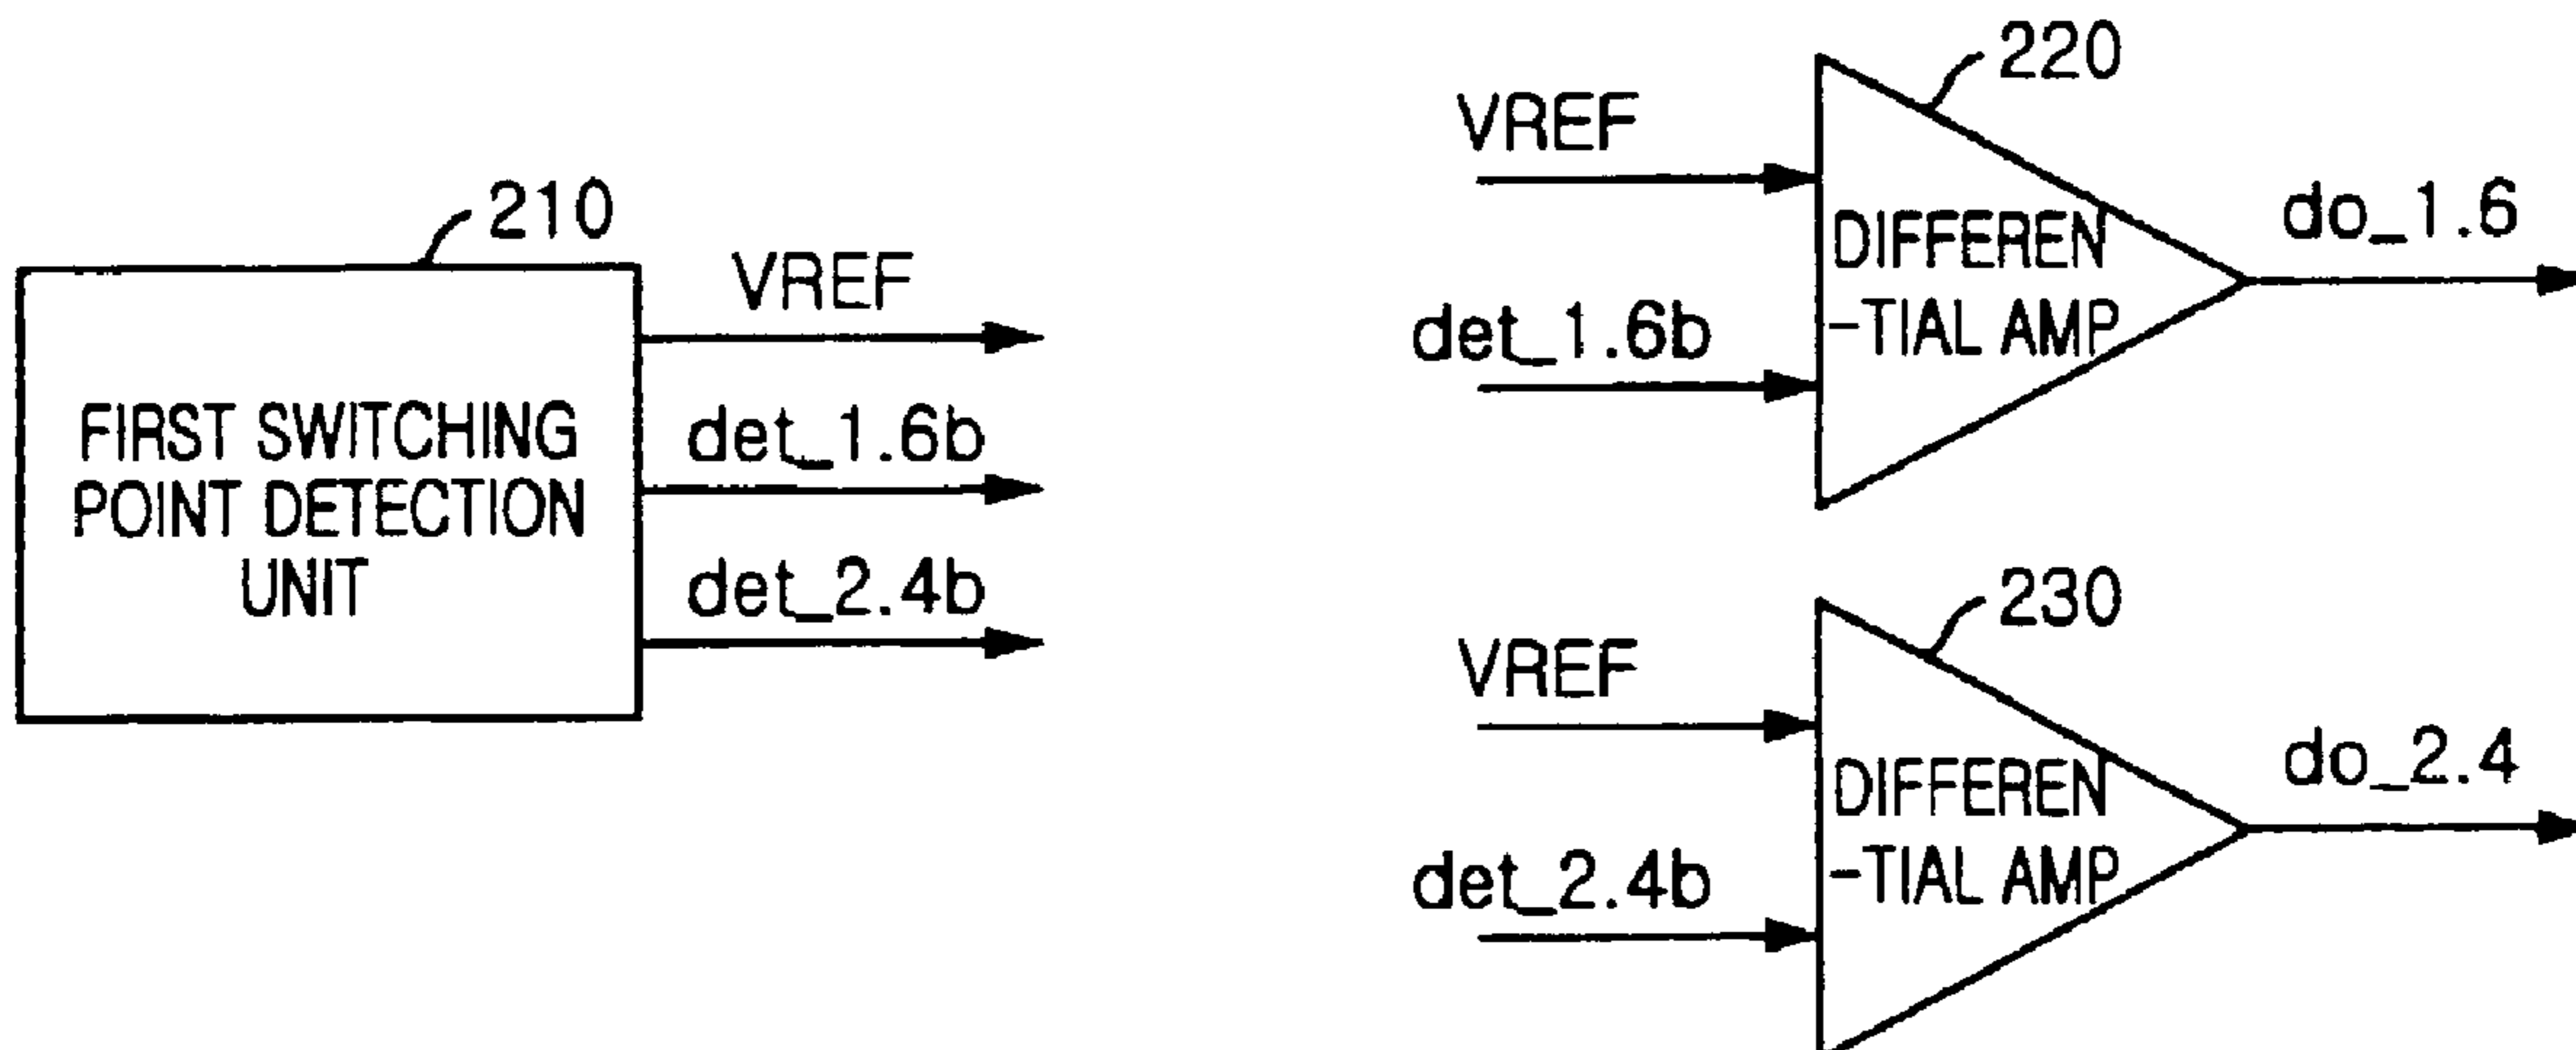 210
FIRST SWITCHING
POINT DETECTION
UNIT
VREF
det_1.6b
det_2.4b
220
VREF
det_1.6b
DIFFEREN
-TIAL AMP
do_1.6
230
VREF
det_2.4b
DIFFEREN
-TIAL AMP
do_2.4